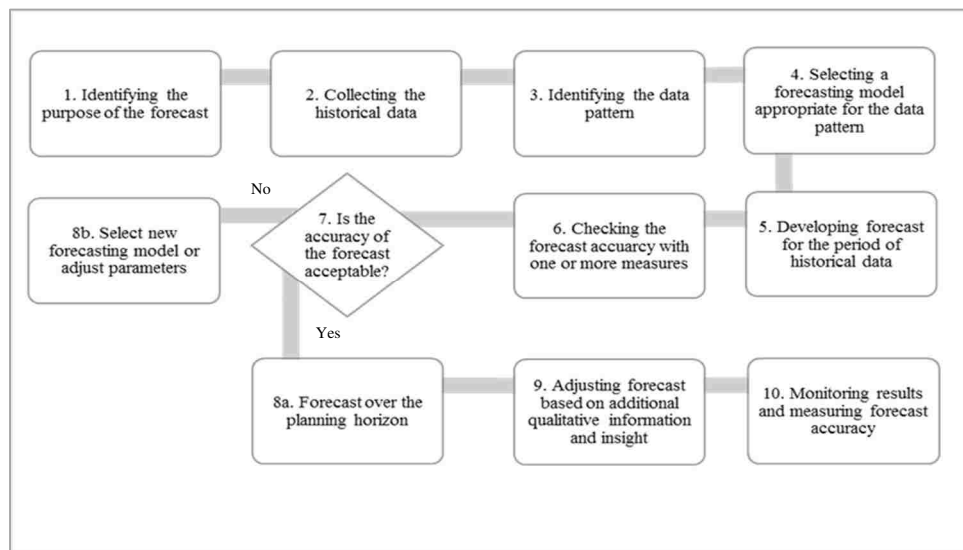 1. Identifying the
purpose of the forecast
2. Collecting the
historical data
3. Identifying the data
pattern
4. Selecting a
forecasting model
appropriate for the data
pattern
5. Developing forecast
for the period of
historical data
6. Checking the
forecast accuarcy with
one or more measures
7. Is the
accuracy of
the forecast
acceptable?
No
8b. Select new
forecasting model or
adjust parameters
Yes
8a. Forecast over the
planning horizon
9. Adjusting forecast
based on additional
qualitative information
and insight
10. Monitoring results
and measuring forecast
accuracy